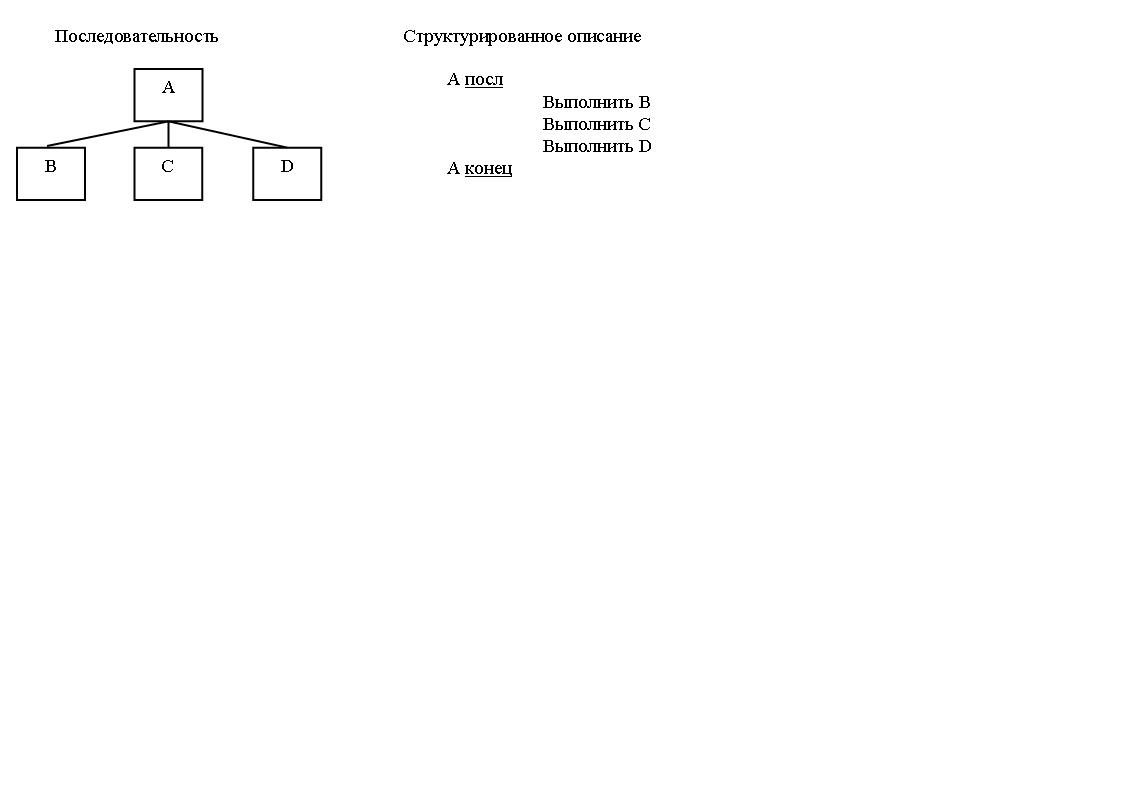 Последовательность
A
B C D
Структурированное описание
A посл
Выполнить B
Выполнить C
Выполнить D
A конец